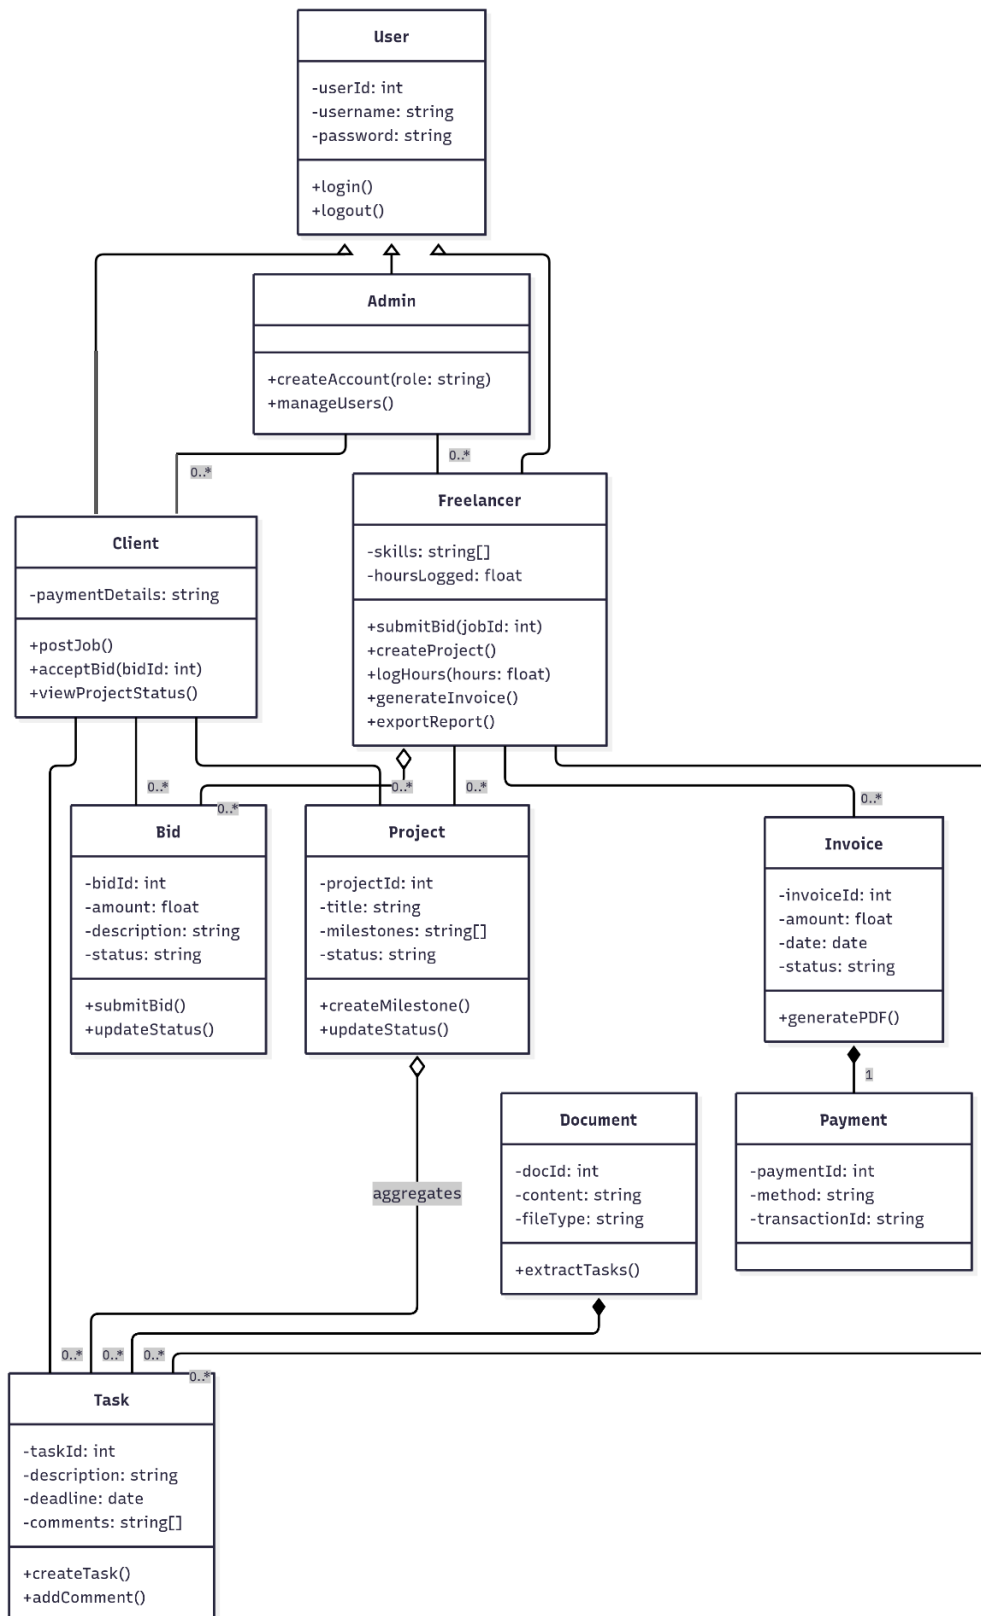 User
-userId: int
-username: string
-password: string
+login()
+logout()
Admin
+createAccount(role: string)
+manageUsers()
0..*
0..*
Freelancer
-skills: string[]
-hoursLogged: float
+submitBid(jobId: int)
+createProject()
+logHours(hours: float)
+generateInvoice()
+exportReport()
Client
-paymentDetails: string
+postJob()
+acceptBid(bidId: int)
+viewProjectStatus()
0..*
0..*
0..*
0..*
0..*
Bid
-bidId: int
-amount: float
-description: string
-status: string
+submitBid()
+updateStatus()
Project
-projectId: int
-title: string
-milestones: string[]
-status: string
+createMilestone()
+updateStatus()
Invoice
-invoiceId: int
-amount: float
-date: date
-status: string
+generatePDF()
1
Document
-docId: int
-content: string
-fileType: string
+extractTasks()
Payment
-paymentId: int
-method: string
-transactionId: string
aggregates
0..*
0..*
0..*
0..*
Task
-taskId: int
-description: string
-deadline: date
-comments: string[]
+createTask()
+addComment()